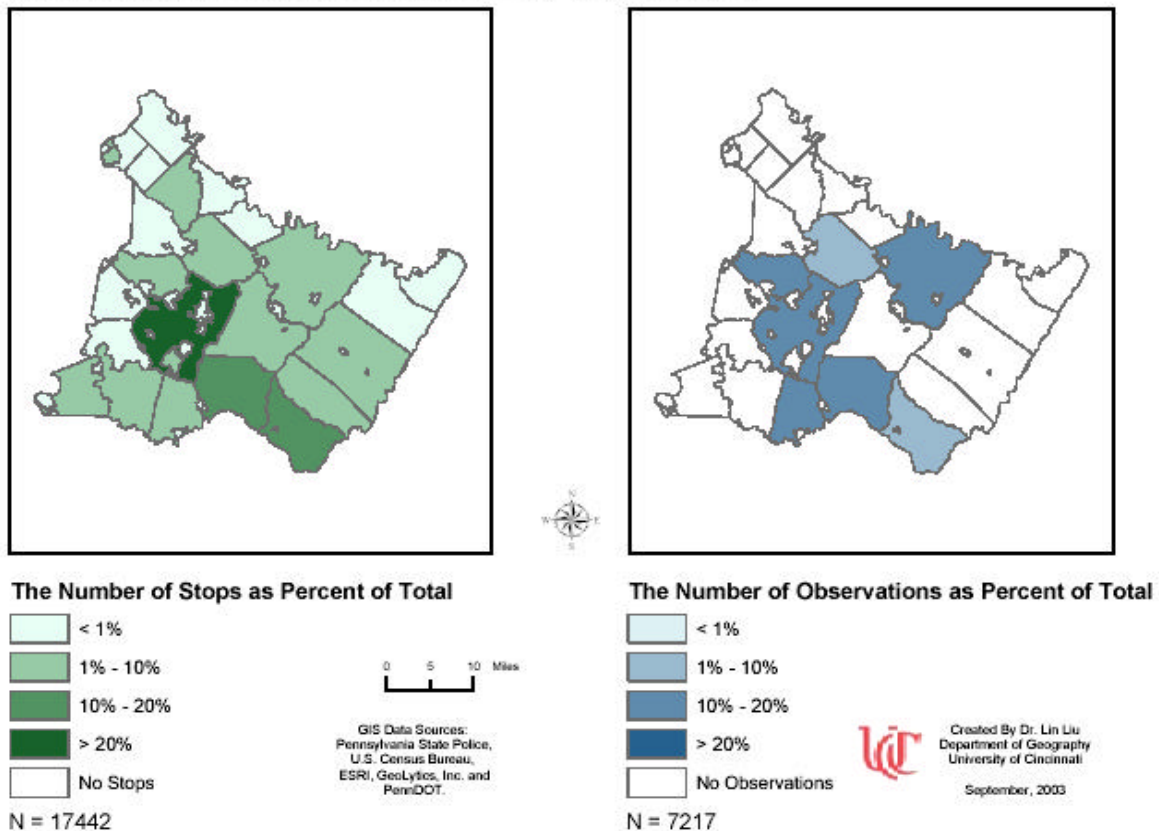 N
W E
S
The Number of Stops as Percent of Total
< 1%
1% - 10%
10% - 20%
> 20%
No Stops
N = 17442
0 5 10 Miles
GIS Data Sources:
Pennsylvania State Police,
U.S. Census Bureau,
ESRI, GeoLytics, Inc. and
PennDOT.
The Number of Observations as Percent of Total
< 1%
1% - 10%
10% - 20%
> 20%
No Observations
N = 7217
UC
Created By Dr. Lin Liu
Department of Geography
University of Cincinnati
September, 2003